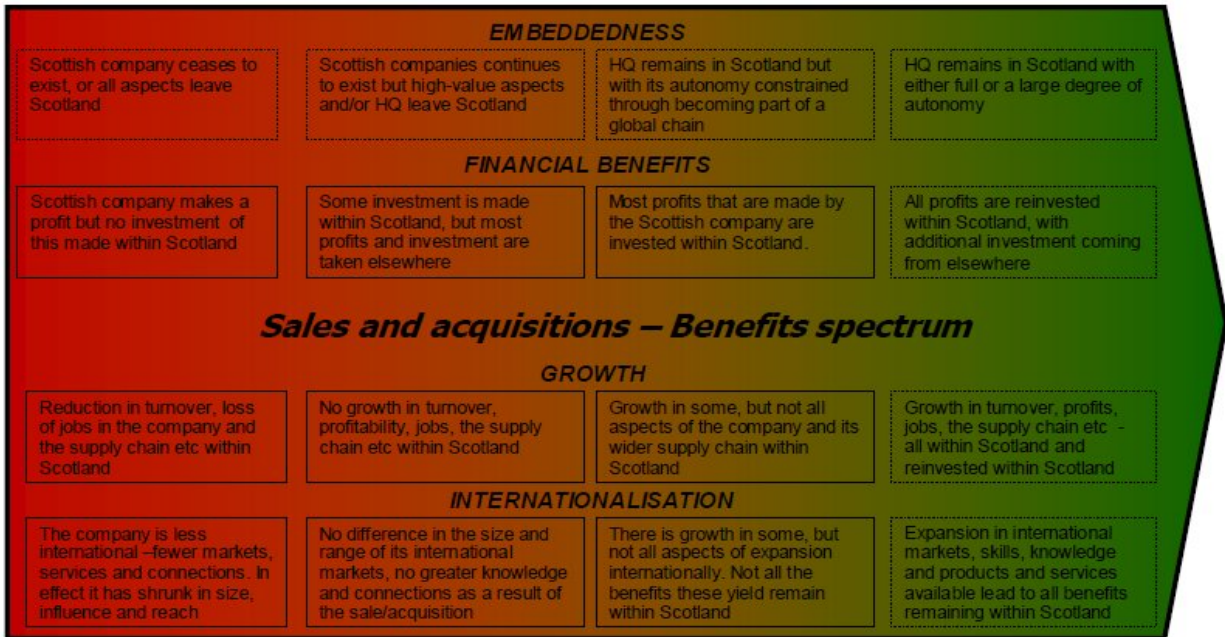 EMBEDDEDNESS
Scottish company ceases to
exist, or all aspects leave
Scotland
Scottish companies continues
to exist but high-value aspects
and/or HQ leave Scotland
HQ remains in Scotland but
with its autonomy constrained
through becoming part of a
global chain
HQ remains in Scotland with
either full or a large degree of
autonomy
FINANCIAL BENEFITS
Scottish company makes a
profit but no investment of
this made within Scotland
Some investment is made
within Scotland, but most
profits and investment are
taken elsewhere
Most profits that are made by
the Scottish company are
invested within Scotland.
All profits are reinvested
within Scotland, with
additional investment coming
from elsewhere
Sales and acquisitions – Benefits spectrum
GROWTH
Reduction in turnover, loss
of jobs in the company and
the supply chain etc within
Scotland
No growth in turnover,
profitability, jobs, the supply
chain etc within Scotland
Growth in some, but not all
aspects of the company and its
wider supply chain within
Scotland
Growth in turnover, profits,
jobs, the supply chain etc -
all within Scotland and
reinvested within Scotland
INTERNATIONALISATION
The company is less
international –fewer markets,
services and connections. In
effect it has shrunk in size,
influence and reach
No difference in the size and
range of its international
markets, no greater knowledge
and connections as a result of
the sale/acquisition
There is growth in some, but
not all aspects of expansion
internationally. Not all the
benefits these yield remain
within Scotland
Expansion in international
markets, skills, knowledge
and products and services
available lead to all benefits
remaining within Scotland